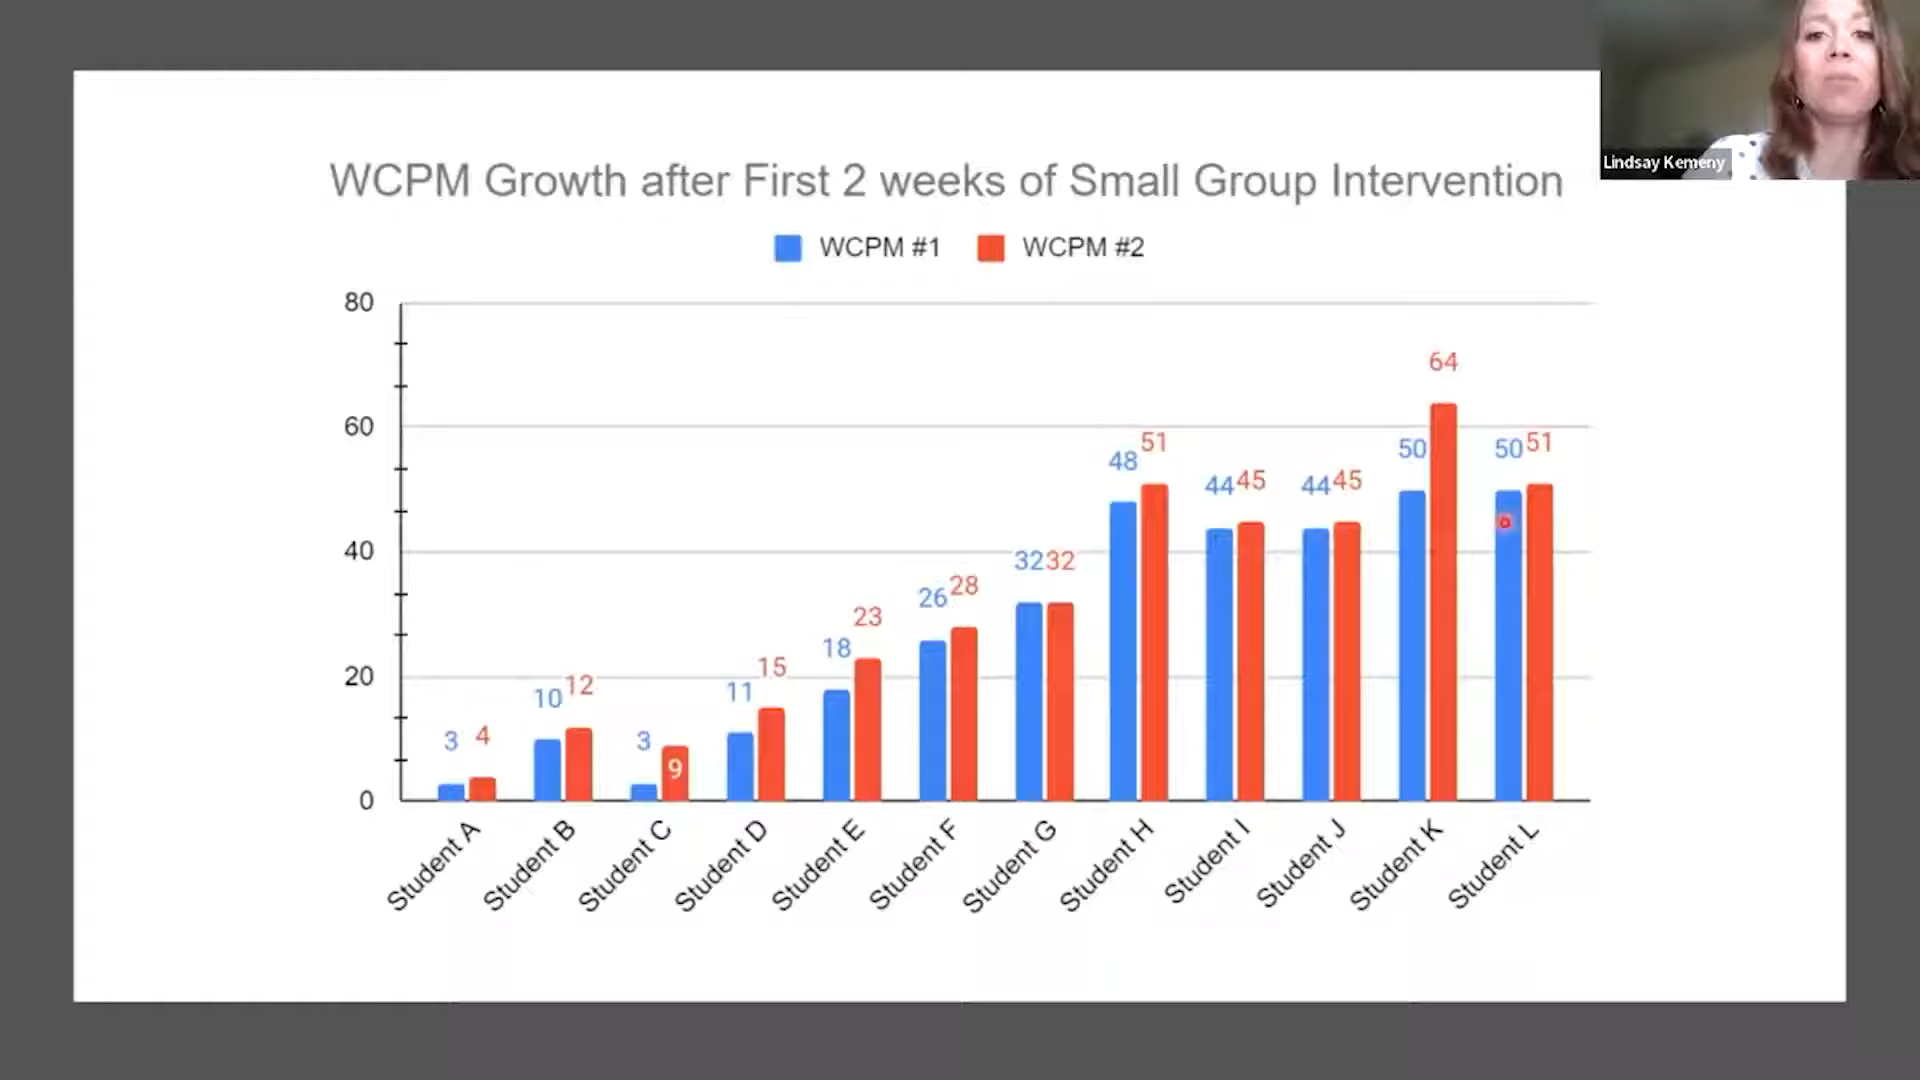 Lindsay Kemeny
WCPM Growth after First 2 weeks of Small Group Intervention
WCPM #1 WCPM #2
80
60
40
20
0
3 4
10 12
3 9
11 15
18 23
26 28
32 32
48 51
44 45
44 45
50 64
50 51
Student A
Student B
Student C
Student D
Student E
Student F
Student G
Student H
Student I
Student J
Student K
Student L